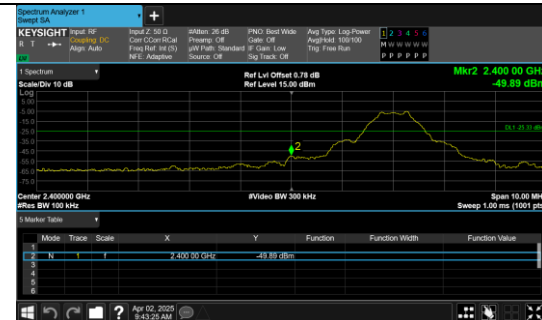 Spectrum Analyzer 1
Swept SA
KEYSIGHT Input: RF Input Z: 50 Ω #Atten: 26 dB PNO: Best Wide Avg Type: Log-Power 1 2 3 4 5 6
R T Coupling: DC Corr CCorr RCal Preamp: Off Gate: Off Avg|Hold: 100/100 M W W W W W
Align: Auto Freq Ref: Int (S) µW Path: Standard IF Gain: Low Trig: Free Run P P P P P P
NFE: Adaptive Source: Off Sig Track: Off
1 Spectrum Ref Lvl Offset 0.78 dB Mkr2 2.400 00 GHz
Scale/Div 10 dB Ref Level 15.00 dBm -49.89 dBm
Log
5.00
-5.00
-15.0
-25.0 DL1 -25.33 dBm
-35.0
-45.0 2
-55.0
-65.0
-75.0
Center 2.400000 GHz #Video BW 300 kHz Span 10.00 MHz
#Res BW 100 kHz Sweep 1.00 ms (1001 pts)
5 Marker Table
Mode Trace Scale X Y Function Function Width Function Value
1
2 N 1 f 2.400 00 GHz -49.89 dBm
3
4
5
6
? Apr 02, 2025
9:43:25 AM